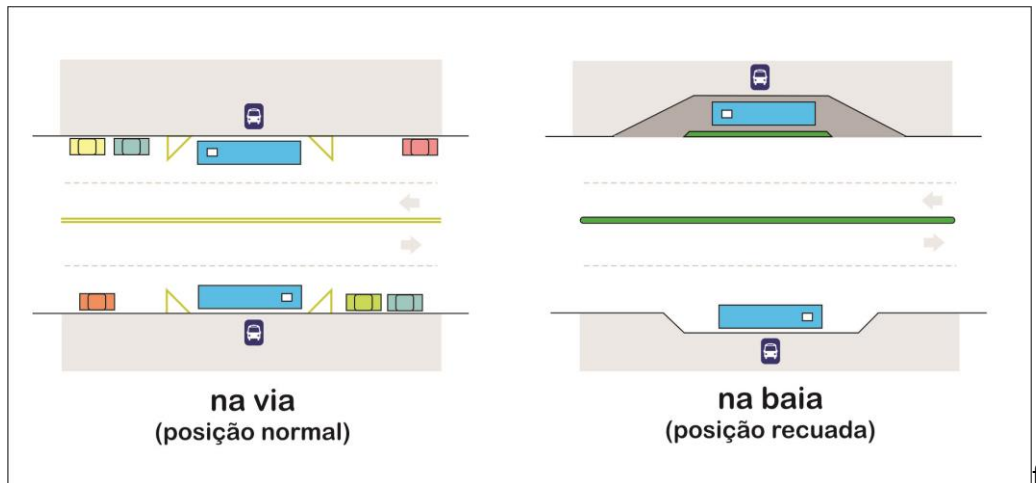 na via
(posição normal)
na baia
(posição recuada)